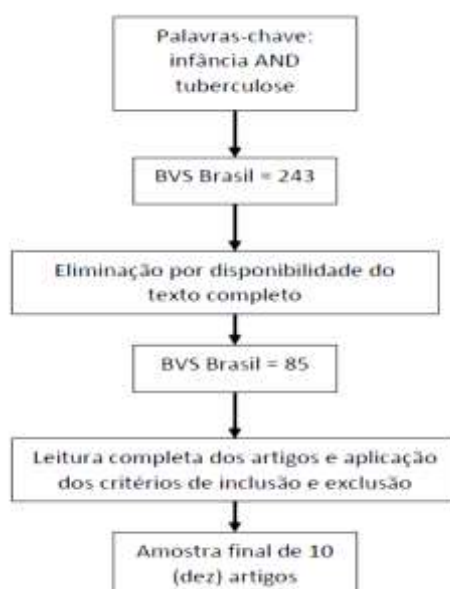 Palavras-chave:
infância AND
tuberculose
BVS Brasil = 243
Eliminação por disponibilidade do
texto completo
BVS Brasil = 85
Leitura completa dos artigos e aplicação
dos critérios de inclusão e exclusão
Amostra final de 10
(dez) artigos